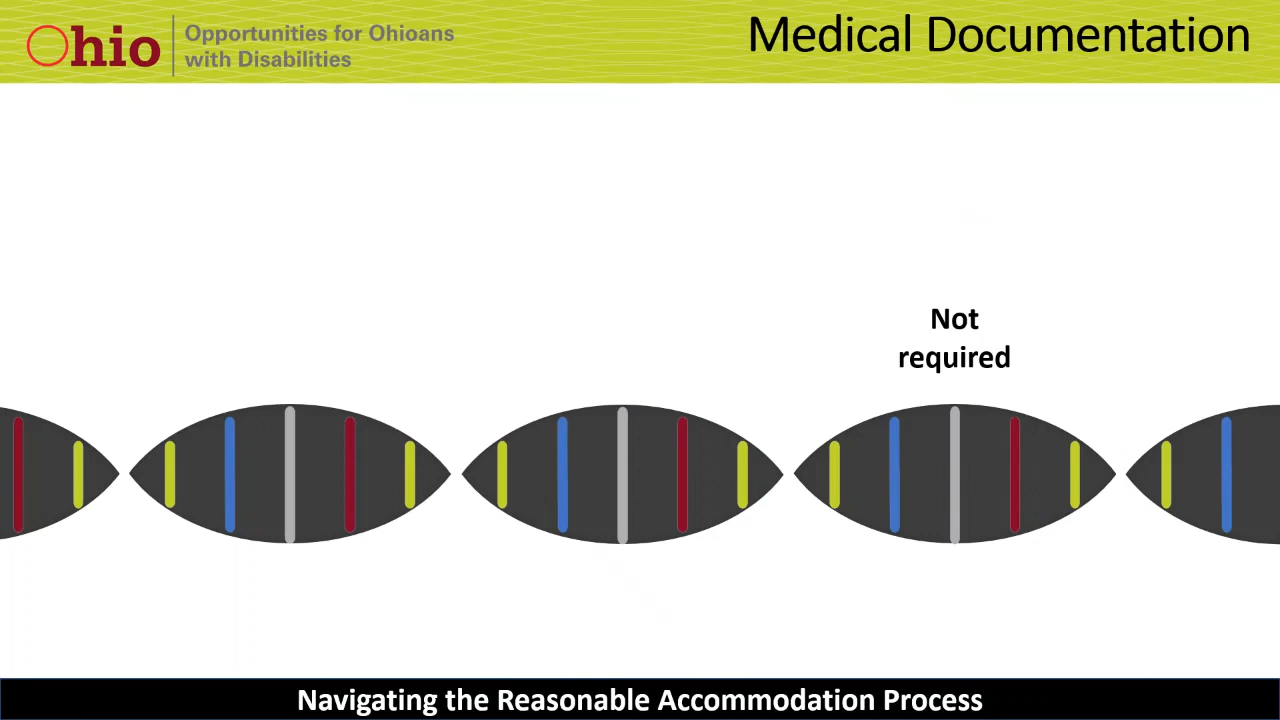 Ohio
Opportunities for Ohioans
with Disabilities
Medical Documentation
Not
required
Navigating the Reasonable Accommodation Process